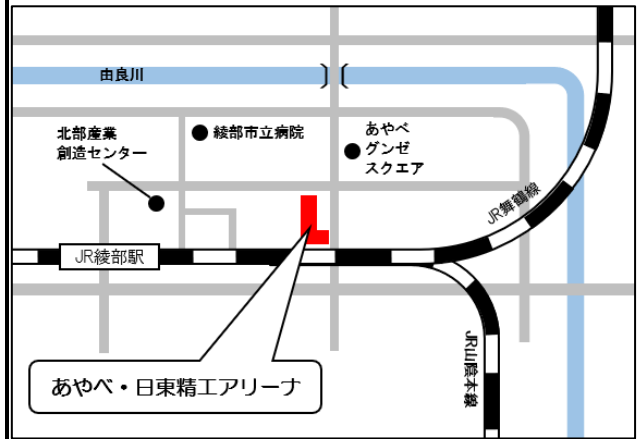 由良川
北部産業
創造センター
綾部市立病院
あやべ
グンゼ
スクエア
JR舞鶴線
JR綾部駅
JR山陰本線
あやべ・日東精工アリーナ